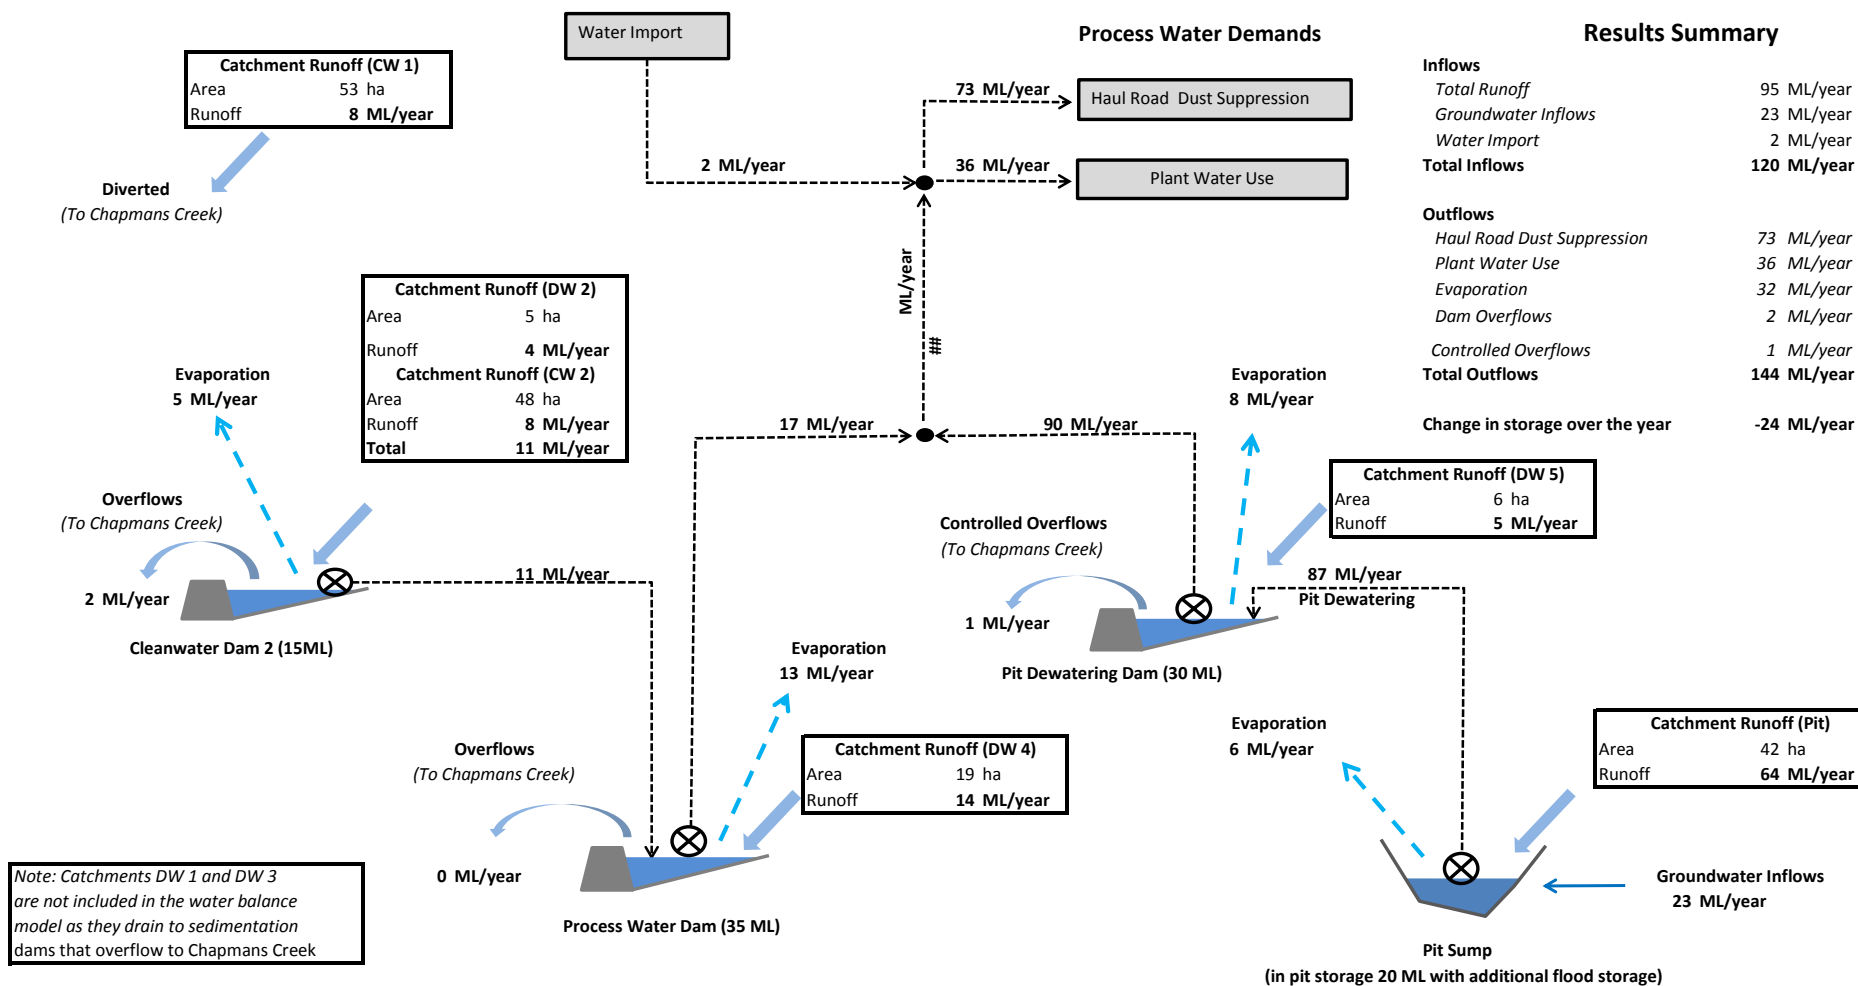 Water Import
Process Water Demands
Results Summary
Catchment Runoff (CW 1)
Area 53 ha
Runoff 8 ML/year
Diverted
(To Chapmans Creek)
73 ML/year
Haul Road Dust Suppression
2 ML/year
36 ML/year
Plant Water Use
Inflows
Total Runoff 95 ML/year
Groundwater Inflows 23 ML/year
Water Import 2 ML/year
Total Inflows 120 ML/year
Outflows
Haul Road Dust Suppression 73 ML/year
Plant Water Use 36 ML/year
Evaporation 32 ML/year
Dam Overflows 2 ML/year
Controlled Overflows 1 ML/year
Total Outflows 144 ML/year
Change in storage over the year -24 ML/year
## ML/year
Catchment Runoff (DW 2)
Area 5 ha
Runoff 4 ML/year
Catchment Runoff (CW 2)
Area 48 ha
Runoff 8 ML/year
Total 11 ML/year
Evaporation
5 ML/year
17 ML/year
90 ML/year
Evaporation
8 ML/year
Catchment Runoff (DW 5)
Area 6 ha
Runoff 5 ML/year
Overflows
(To Chapmans Creek)
2 ML/year
11 ML/year
Cleanwater Dam 2 (15ML)
Controlled Overflows
(To Chapmans Creek)
1 ML/year
87 ML/year
Pit Dewatering
Pit Dewatering Dam (30 ML)
Evaporation
13 ML/year
Overflows
(To Chapmans Creek)
0 ML/year
Catchment Runoff (DW 4)
Area 19 ha
Runoff 14 ML/year
Process Water Dam (35 ML)
Evaporation
6 ML/year
Catchment Runoff (Pit)
Area 42 ha
Runoff 64 ML/year
Groundwater Inflows
23 ML/year
Pit Sump
(in pit storage 20 ML with additional flood storage)
Note: Catchments DW 1 and DW 3
are not included in the water balance
model as they drain to sedimentation
dams that overflow to Chapmans Creek